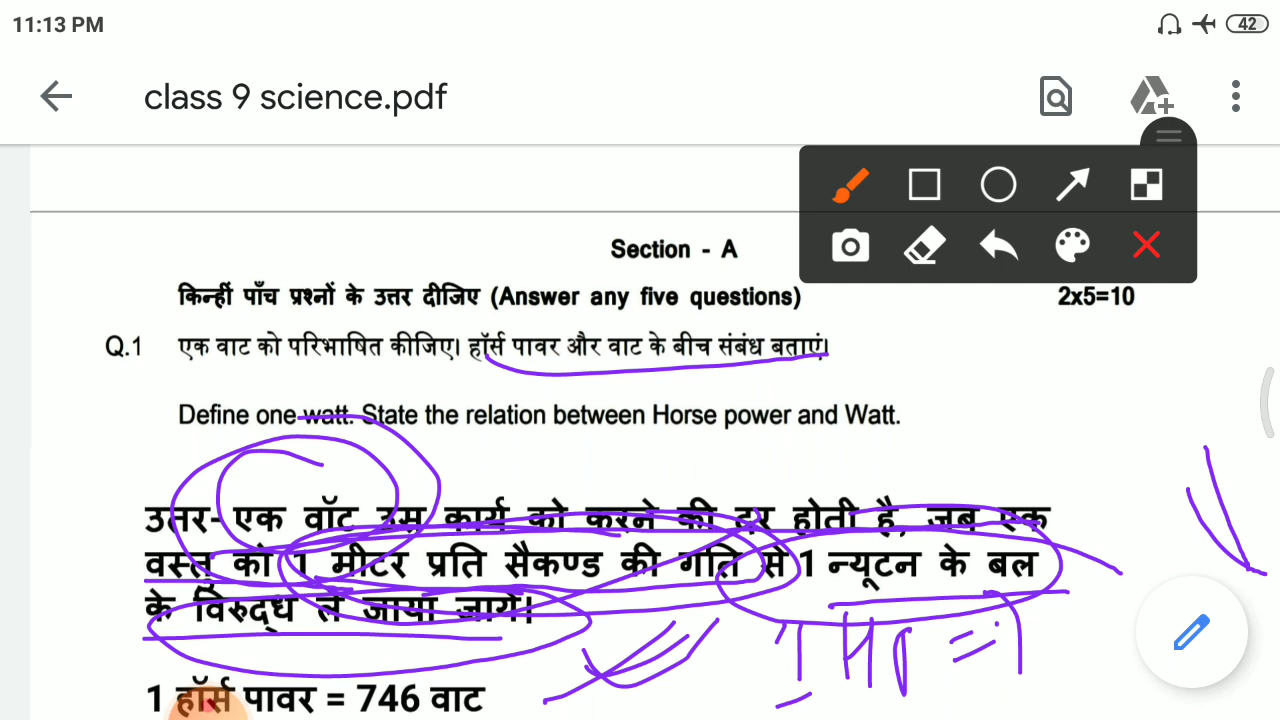 11:13 PM
42
class 9 science.pdf
Section - A
किन्हीं पाँच प्रश्नों के उत्तर दीजिए (Answer any five questions) 2x5=10
Q.1 एक वाट को परिभाषित कीजिए। हॉर्स पावर और वाट के बीच संबंध बताएं।
Define one watt. State the relation between Horse power and Watt.
उत्तर- एक वॉट उस कार्य को करने की दर होती है, जब एक
वस्तु को 1 मीटर प्रति सैकण्ड की गति से 1 न्यूटन के बल
के विरुद्ध ले जाया जाये।
1 हॉर्स पावर = 746 वाट